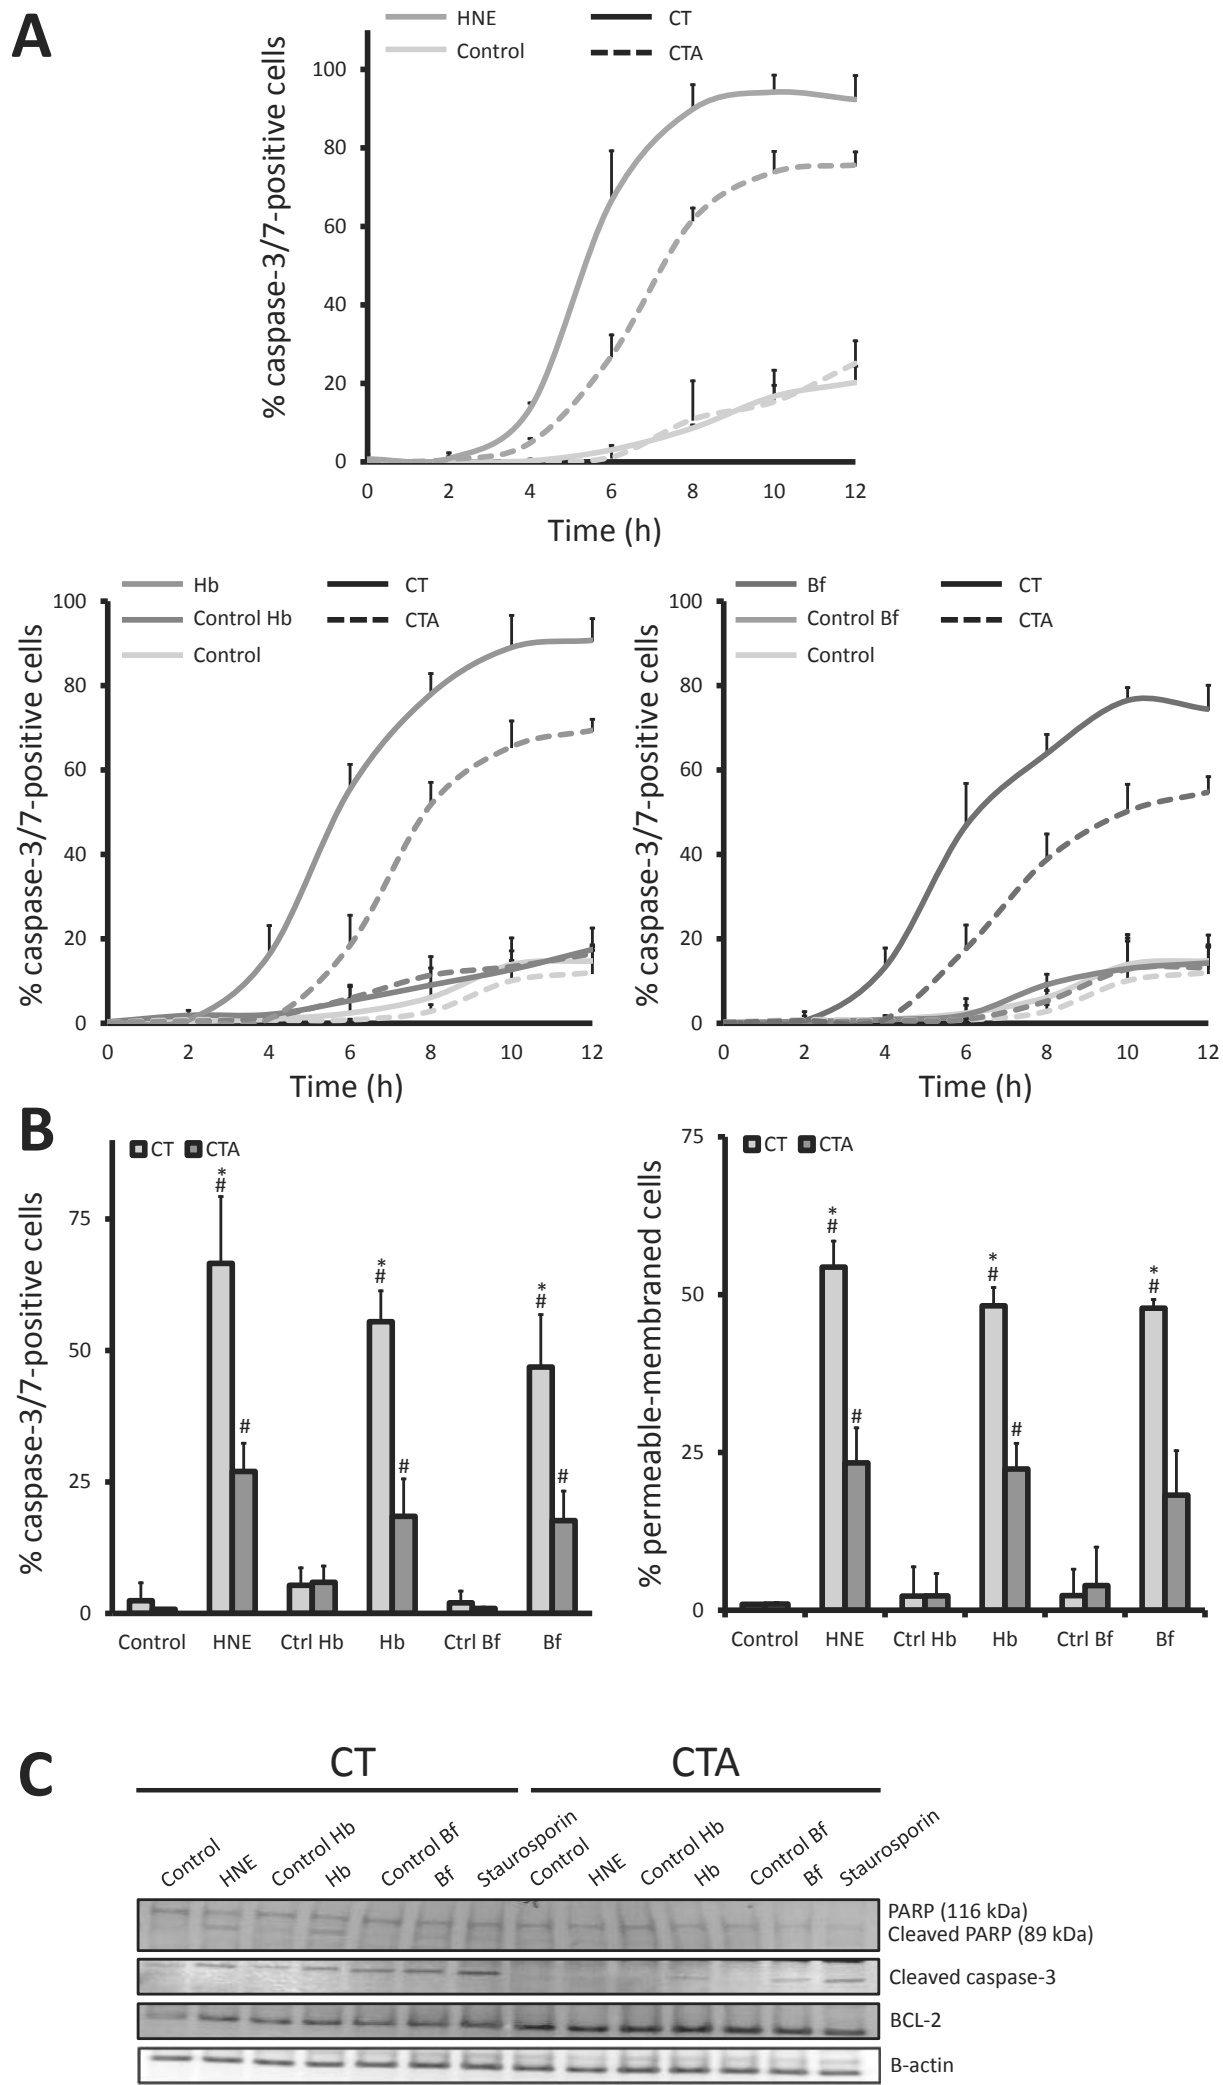 A
HNE
CT
Control
CTA
% caspase-3/7-positive cells
100
80
60
40
20
0
0 2 4 6 8 10 12
Time (h)
Hb
CT
Control Hb
CTA
Control
% caspase-3/7-positive cells
100
80
60
40
20
0
0 2 4 6 8 10 12
Time (h)
Bf
CT
Control Bf
CTA
Control
% caspase-3/7-positive cells
100
80
60
40
20
0
0 2 4 6 8 10 12
Time (h)
B
CT CTA
% caspase-3/7-positive cells
75
50
25
0
*
#
#
*
#
#
*
#
#
Control HNE Ctrl Hb Hb Ctrl Bf Bf
CT CTA
% permeable-membraned cells
75
50
25
0
*
#
#
*
#
#
*
#
Control HNE Ctrl Hb Hb Ctrl Bf Bf
C
CT CTA
Control HNE Control Hb Hb Control Bf Bf Staurosporin Control HNE Control Hb Hb Control Bf Bf Staurosporin
PARP (116 kDa)
Cleaved PARP (89 kDa)
Cleaved caspase-3
BCL-2
B-actin